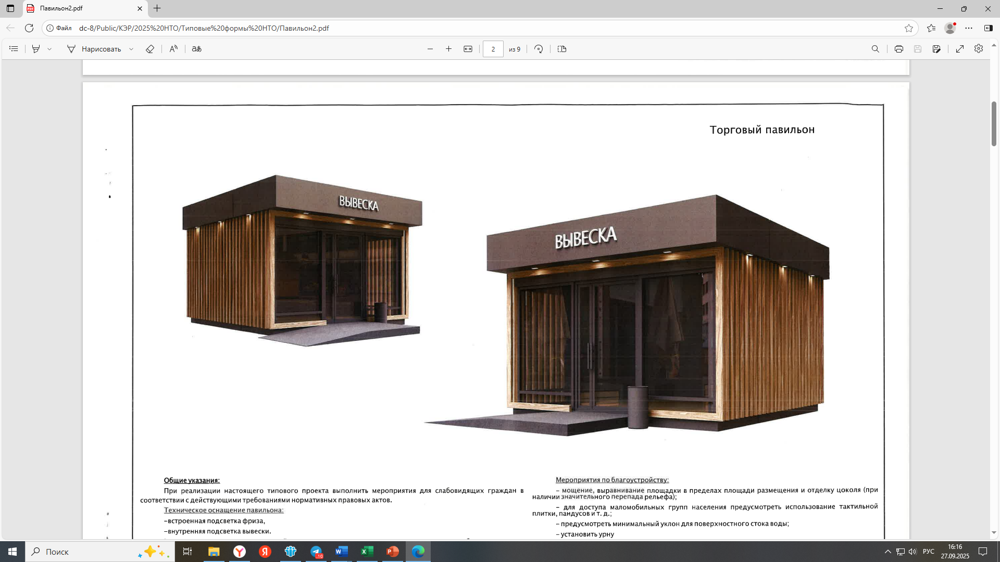 Павильон2.pdf
Файл
dc-8/Public/КЭР/2025%20НТО/Типовые%20формы%20НТО/Павильон2.pdf
Нарисовать
2
из 9
Торговый павильон
ВЫВЕСКА
ВЫВЕСКА
Общие указания:
При реализации настоящего типового проекта выполнить мероприятия для слабовидящих граждан в
соответствии с действующими требованиями нормативных правовых актов.
Техническое оснащение павильона:
–встроенная подсветка фриза,
–внутренняя подсветка вывески.
Мероприятия по благоустройству:
– мощение, выравнивание площадки в пределах площади размещения и отделку цоколя (при
наличии значительного перепада рельефа);
– для доступа маломобильных групп населения предусмотреть использование тактильной
плитки, пандусов и т. д.;
– предусмотреть минимальный уклон для поверхностного стока воды;
– установить урну
Поиск
РУС
16:16
27.09.2025